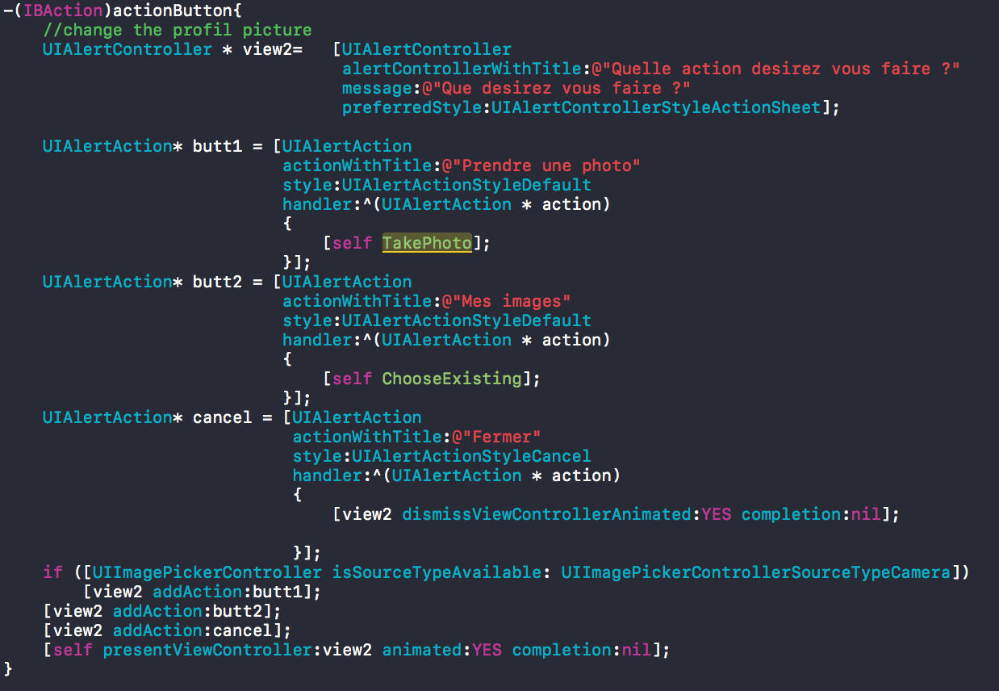 -(IBAction)actionButton{
    //change the profil picture
    UIAlertController * view2=   [UIAlertController
                                  alertControllerWithTitle:@"Quelle action desirez vous faire ?"
                                  message:@"Que desirez vous faire ?"
                                  preferredStyle:UIAlertControllerStyleActionSheet];

    UIAlertAction* butt1 = [UIAlertAction
                            actionWithTitle:@"Prendre une photo"
                            style:UIAlertActionStyleDefault
                            handler:^(UIAlertAction * action)
                            {
                                [self TakePhoto];
                            }];
    UIAlertAction* butt2 = [UIAlertAction
                            actionWithTitle:@"Mes images"
                            style:UIAlertActionStyleDefault
                            handler:^(UIAlertAction * action)
                            {
                                [self ChooseExisting];
                            }];
    UIAlertAction* cancel = [UIAlertAction
                             actionWithTitle:@"Fermer"
                             style:UIAlertActionStyleCancel
                             handler:^(UIAlertAction * action)
                             {
                                 [view2 dismissViewControllerAnimated:YES completion:nil];

                             }];
    if ([UIImagePickerController isSourceTypeAvailable: UIImagePickerControllerSourceTypeCamera])
        [view2 addAction:butt1];
    [view2 addAction:butt2];
    [view2 addAction:cancel];
    [self presentViewController:view2 animated:YES completion:nil];
}